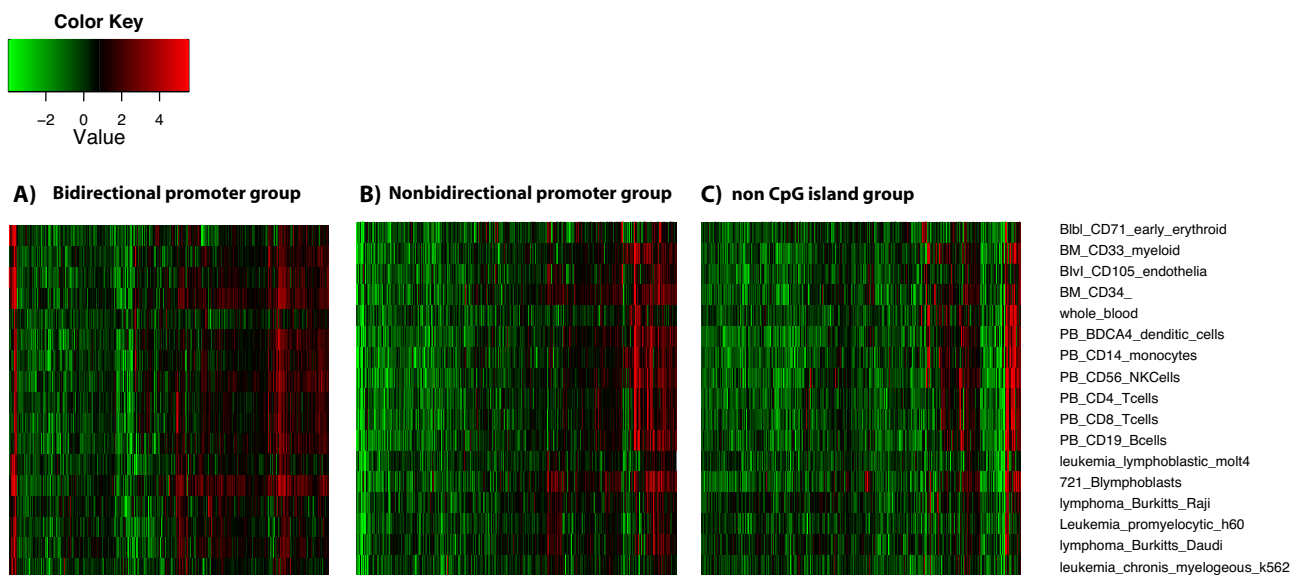 Color Key
−2 0 2 4
Value
A) Bidirectional promoter group
B) Nonbidirectional promoter group
C) non CpG island group
Blbl_CD71_early_erythroid
BM_CD33_myeloid
BlvI_CD105_endothelia
BM_CD34_
whole_blood
PB_BDCA4_denditic_cells
PB_CD14_monocytes
PB_CD56_NKCells
PB_CD4_Tcells
PB_CD8_Tcells
PB_CD19_Bcells
leukemia_lymphoblastic_molt4
721_Blymphoblasts
lymphoma_Burkitts_Raji
Leukemia_promyelocytic_h60
lymphoma_Burkitts_Daudi
leukemia_chronis_myelogeous_k562